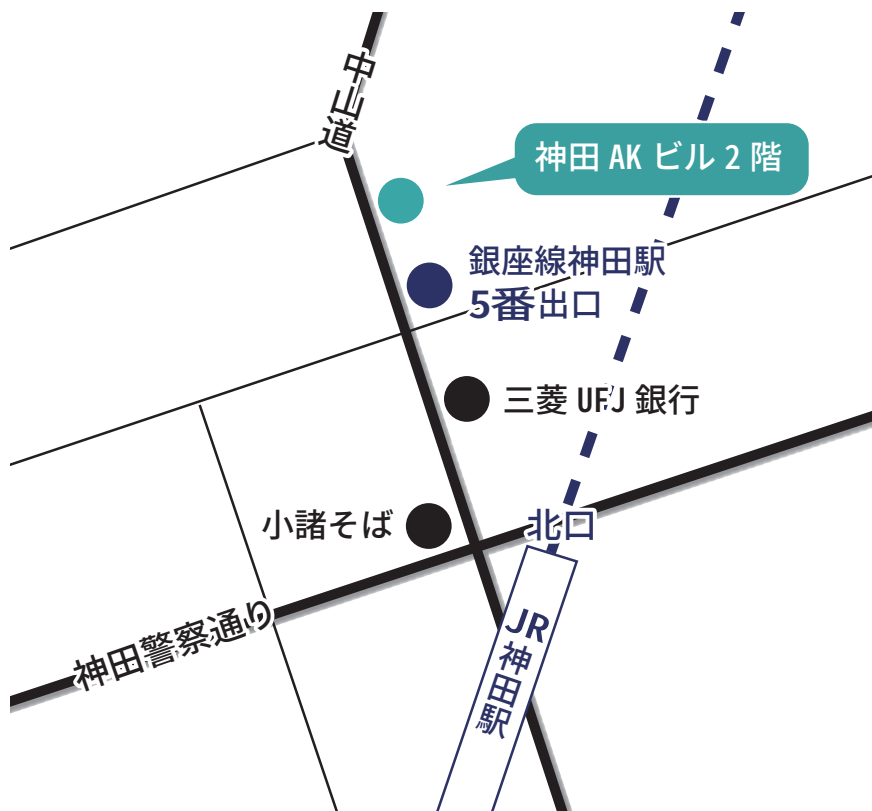 中山道
神田 AK ビル 2 階
銀座線神田駅
5番出口
三菱 UFJ 銀行
小諸そば
北口
神田警察通り
JR
神田駅